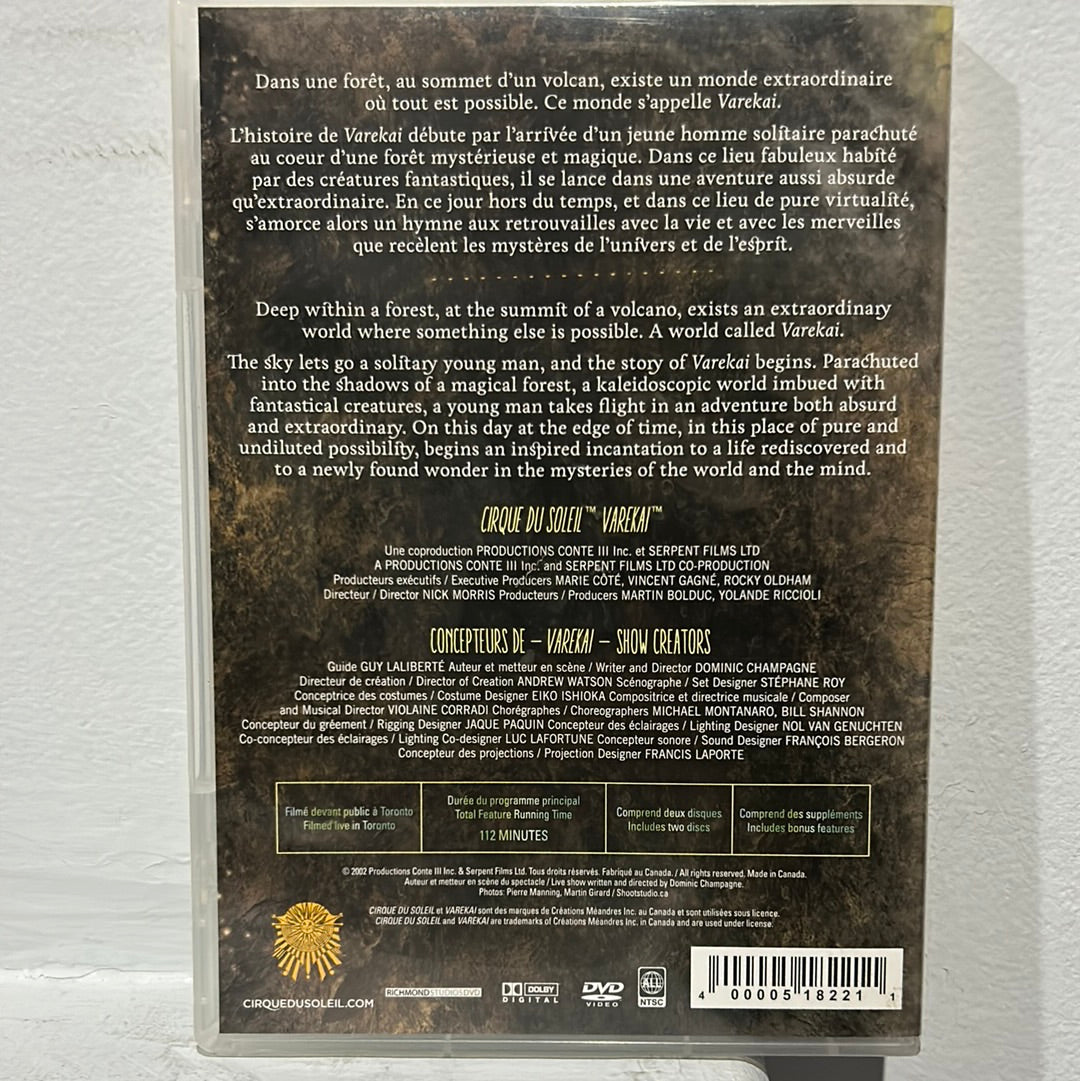 Dans une forêt, au sommet d'un volcan, existe un monde extraordinaire
où tout est possible. Ce monde s'appelle Varekai.
L'histoire de Varekai débute par l'arrivée d'un jeune homme solitaire parachuté
au coeur d'une forêt mystérieuse et magique. Dans ce lieu fabuleux habité
par des créatures fantastiques, il se lance dans une aventure aussi absurde
qu'extraordinaire. En ce jour hors du temps, et dans ce lieu de pure virtualité,
s'amorce alors un hymne aux retrouvailles avec la vie et avec les merveilles
que recèlent les mystères de l'univers et de l'esprit.
Deep within a forest, at the summit of a volcano, exists an extraordinary
world where something else is possible. A world called Varekai.
The sky lets go a solitary young man, and the story of Varekai begins. Parachuted
into the shadows of a magical forest, a kaleidoscopic world imbued with
fantastical creatures, a young man takes flight in an adventure both absurd
and extraordinary. On this day at the edge of time, in this place of pure and
undiluted possibility, begins an inspired incantation to a life rediscovered and
to a newly found wonder in the mysteries of the world and the mind.
CIRQUE DU SOLEIL™ VAREKAI™
Une coproduction PRODUCTIONS CONTE III Inc. et SERPENT FILMS LTD
A PRODUCTIONS CONTE III Inc. and SERPENT FILMS LTD CO-PRODUCTION
Producteurs exécutifs / Executive Producers MARIE CÔTÉ, VINCENT GAGNÉ, ROCKY OLDHAM
Directeur / Director NICK MORRIS Producteurs / Producers MARTIN BOLDUC, YOLANDE RICCIOLI
CONCEPTEURS DE – VAREKAI – SHOW CREATORS
Guide GUY LALIBERTÉ Auteur et metteur en scène / Writer and Director DOMINIC CHAMPAGNE
Directeur de création / Director of Creation ANDREW WATSON Scénographe / Set Designer STÉPHANE ROY
Conceptrice des costumes / Costume Designer EIKO ISHIOKA Compositrice et directrice musicale / Composer
and Musical Director VIOLAINE CORRADI Chorégraphes / Choreographers MICHAEL MONTANARO, BILL SHANNON
Concepteur du gréement / Rigging Designer JAQUE PAQUIN Concepteur des éclairages / Lighting Designer NOL VAN GENUCHTEN
Co-concepteur des éclairages / Lighting Co-designer LUC LAFORTUNE Concepteur sonore / Sound Designer FRANÇOIS BERGERON
Concepteur des projections / Projection Designer FRANCIS LAPORTE
Filmé devant public à Toronto
Filmed live in Toronto
Durée du programme principal
Total Feature Running Time
112 MINUTES
Comprend deux disques
Includes two discs
Comprend des suppléments
Includes bonus features
© 2002 Productions Conte III Inc. & Serpent Films Ltd. Tous droits réservés. Fabriqué au Canada. / All rights reserved. Made in Canada.
Auteur et metteur en scène du spectacle / Live show written and directed by Dominic Champagne.
Photos: Pierre Manning, Martin Girard / Shootstudio.ca
CIRQUE DU SOLEIL et VAREKAI sont des marques de Créations Méandres Inc. au Canada et sont utilisées sous licence.
CIRQUE DU SOLEIL and VAREKAI are trademarks of Créations Méandres Inc. in Canada and are used under license.
CIRQUEDUSOLEIL.COM
RICHMONDSTUDIOSDVD
DOLBY
DIGITAL
DVD
VIDEO
ALL
NTSC
4 00005 18221 1